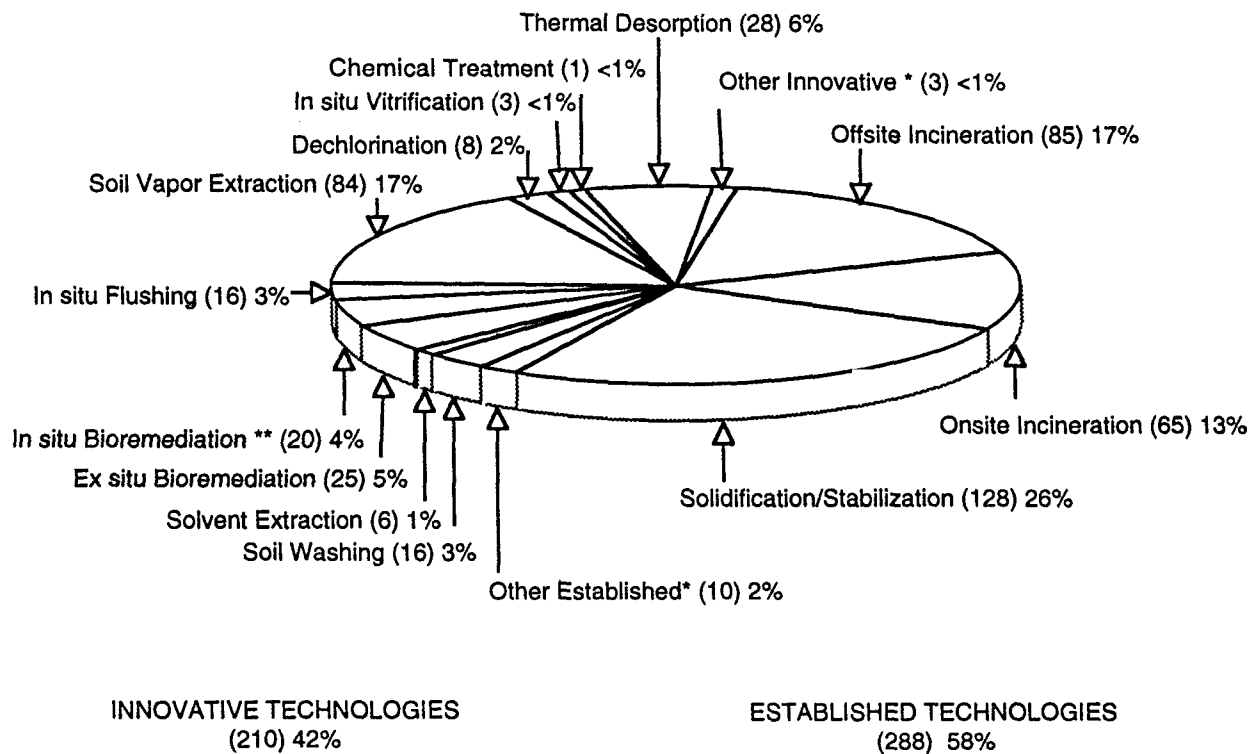 Thermal Desorption (28) 6%
Chemical Treatment (1) <1%
Other Innovative * (3) <1%
In situ Vitrification (3) <1%
Offsite Incineration (85) 17%
Dechlorination (8) 2%
Soil Vapor Extraction (84) 17%
In situ Flushing (16) 3%
Onsite Incineration (65) 13%
In situ Bioremediation ** (20) 4%
Ex situ Bioremediation (25) 5%
Solidification/Stabilization (128) 26%
Solvent Extraction (6) 1%
Soil Washing (16) 3%
Other Established* (10) 2%
INNOVATIVE TECHNOLOGIES
(210) 42%
ESTABLISHED TECHNOLOGIES
(288) 58%